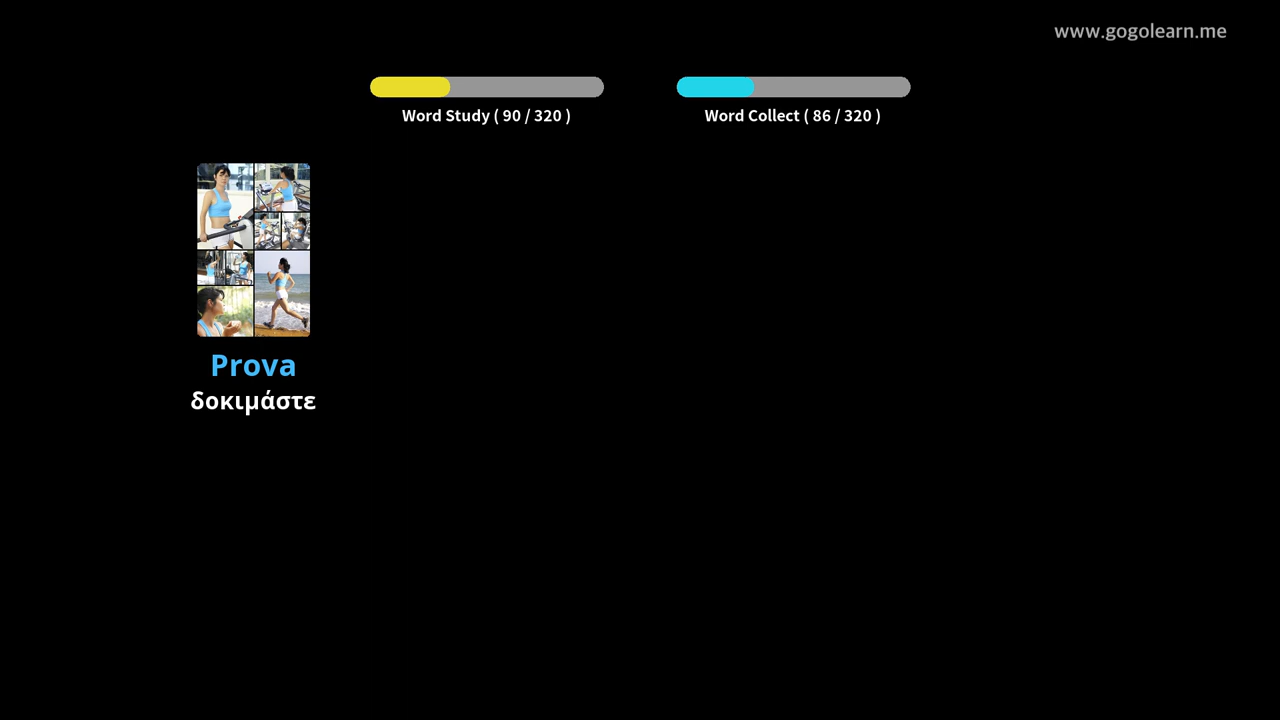 www.gogolearn.me
Word Study ( 90 / 320 )
Word Collect ( 86 / 320 )
Prova
δοκιμάστε